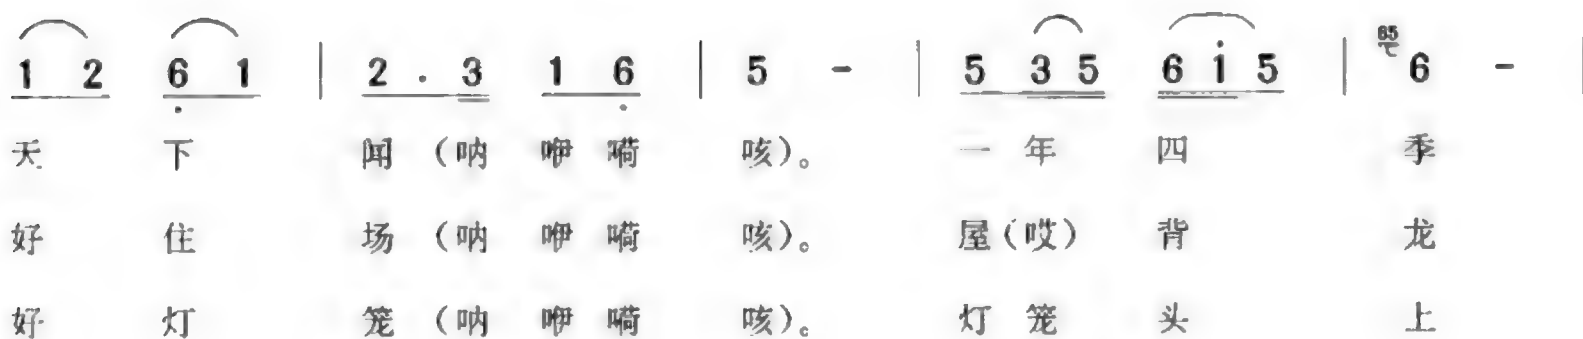 1 2 6 1 | 2 . 3 1 6 | 5 - | 5 3 5 6 i 5 | 65 6 - |
天 下 闻 (呐 咿 嗬 咳)。 一 年 四 季
好 住 场 (呐 咿 嗬 咳)。 屋 (哎) 背 龙
好 灯 笼 (呐 咿 嗬 咳)。 灯 笼 头 上